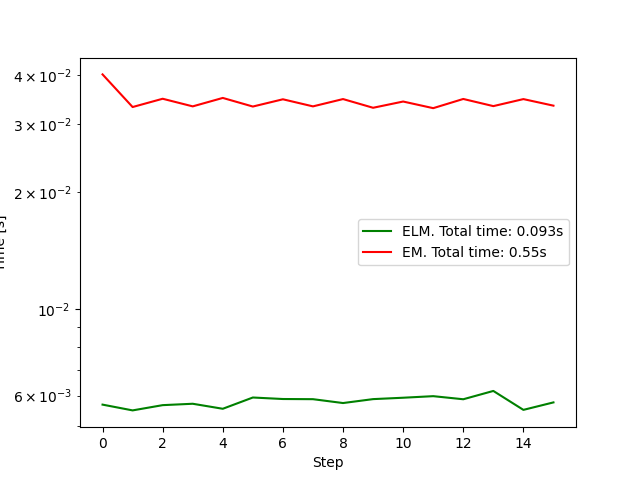 4 × 10⁻²
3 × 10⁻²
2 × 10⁻²
10⁻²
6 × 10⁻³
Time [s]
ELM. Total time: 0.093s
EM. Total time: 0.55s
0 2 4 6 8 10 12 14
Step